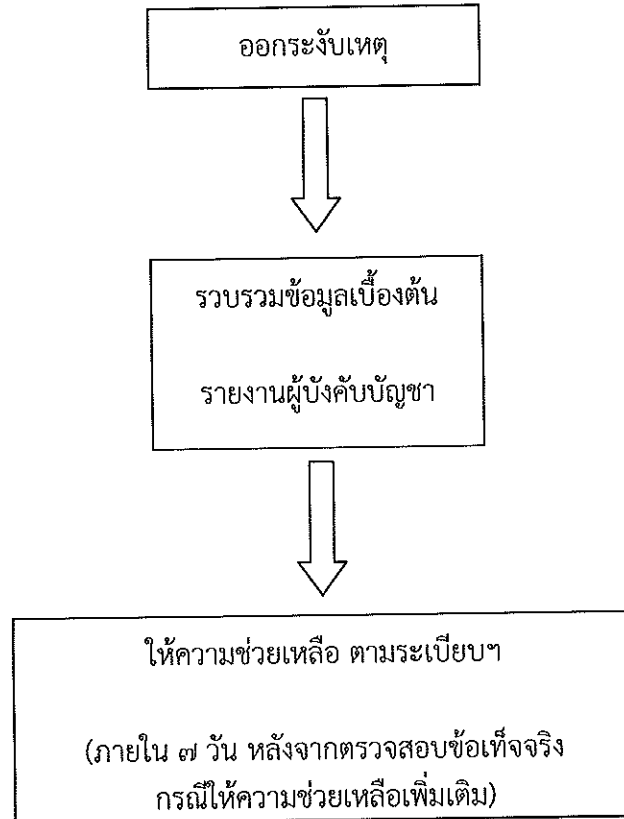 ออกระงับเหตุ
รวบรวมข้อมูลเบื้องต้น
รายงานผู้บังคับบัญชา
ให้ความช่วยเหลือ ตามระเบียบฯ
(ภายใน ๗ วัน หลังจากตรวจสอบข้อเท็จจริง
กรณีให้ความช่วยเหลือเพิ่มเติม)